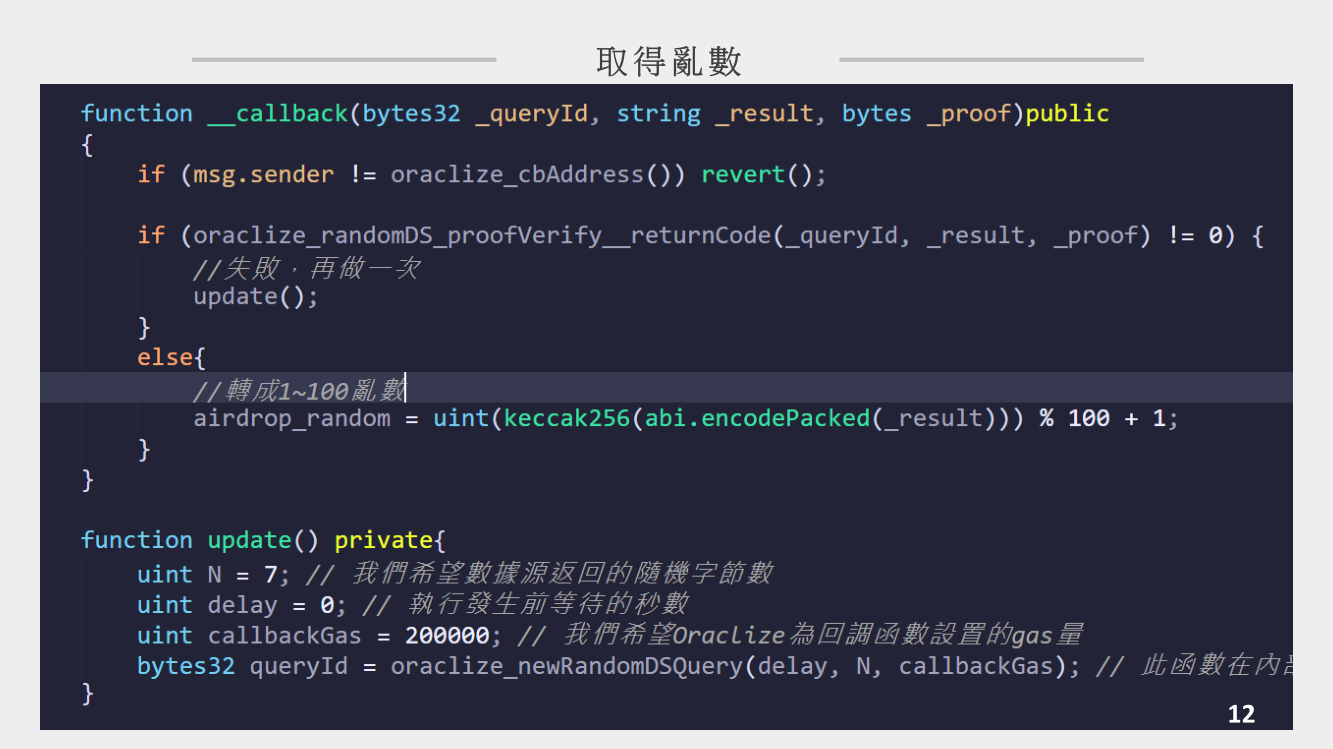 取得亂數
function __callback(bytes32 _queryId, string _result, bytes _proof)public
{
if (msg.sender != oraclize_cbAddress()) revert();
if (oraclize_randomDS_proofVerify__returnCode(_queryId, _result, _proof) != 0) {
//失敗，再做一次
update();
}
else{
//轉成1~100亂數
airdrop_random = uint(keccak256(abi.encodePacked(_result))) % 100 + 1;
}
}
function update() private{
uint N = 7; // 我們希望數據源返回的隨機字節數
uint delay = 0; // 執行發生前等待的秒數
uint callbackGas = 200000; // 我們希望Oraclize為回調函數設置的gas量
bytes32 queryId = oraclize_newRandomDSQuery(delay, N, callbackGas); // 此函數在內
}
12